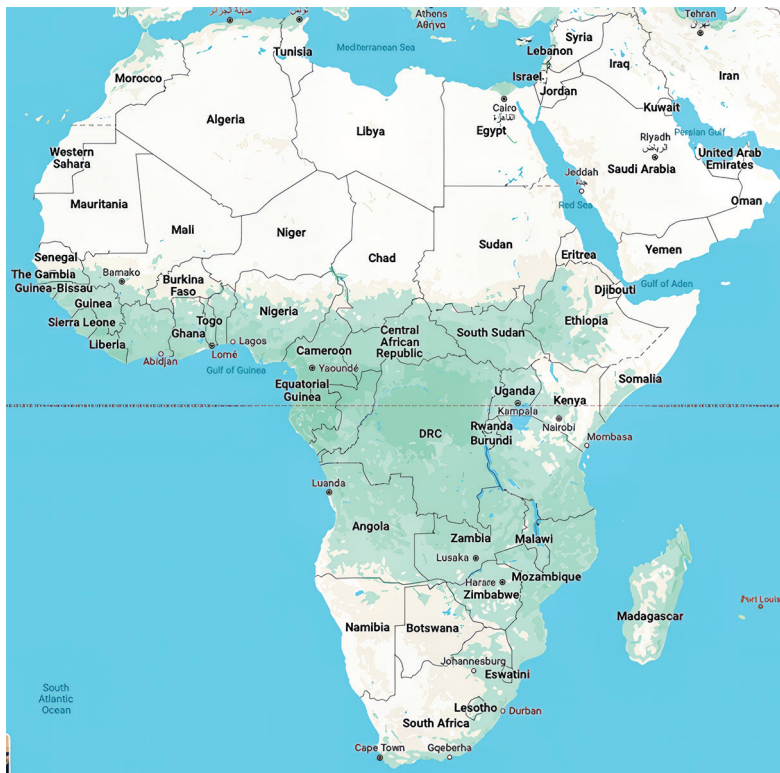 مدينة الجزائر
تونس
Athens
Αθήνα
Tehran
تهران
Tunisia
Mediterranean Sea
Syria
Lebanon
Iraq
Iran
Morocco
Israel
Jordan
Cairo
القاهرة
Kuwait
Algeria
Libya
Egypt
Persian Gulf
Riyadh
الرياض
Western
Sahara
United Arab
Emirates
Jeddah
جدة
Saudi Arabia
Mauritania
Red Sea
Oman
Mali
Niger
Chad
Sudan
Yemen
Senegal
Eritrea
The Gambia
Bamako
Burkina
Faso
Djibouti
Gulf of Aden
Guinea-Bissau
Guinea
Nigeria
Togo
Sierra Leone
Ghana
Ethiopia
Central
African
Republic
South Sudan
Liberia
Lagos
Abidjan
Lomé
Cameroon
Gulf of Guinea
Yaoundé
Equatorial
Guinea
Uganda
Somalia
Kenya
Kampala
DRC
Rwanda
Nairobi
Burundi
Mombasa
Luanda
Angola
Zambia
Malawi
Lusaka
Harare
Mozambique
Zimbabwe
Port Louis
Madagascar
Namibia
Botswana
Johannesburg
Eswatini
South
Atlantic
Ocean
Lesotho
Durban
South Africa
Cape Town
Gqeberha